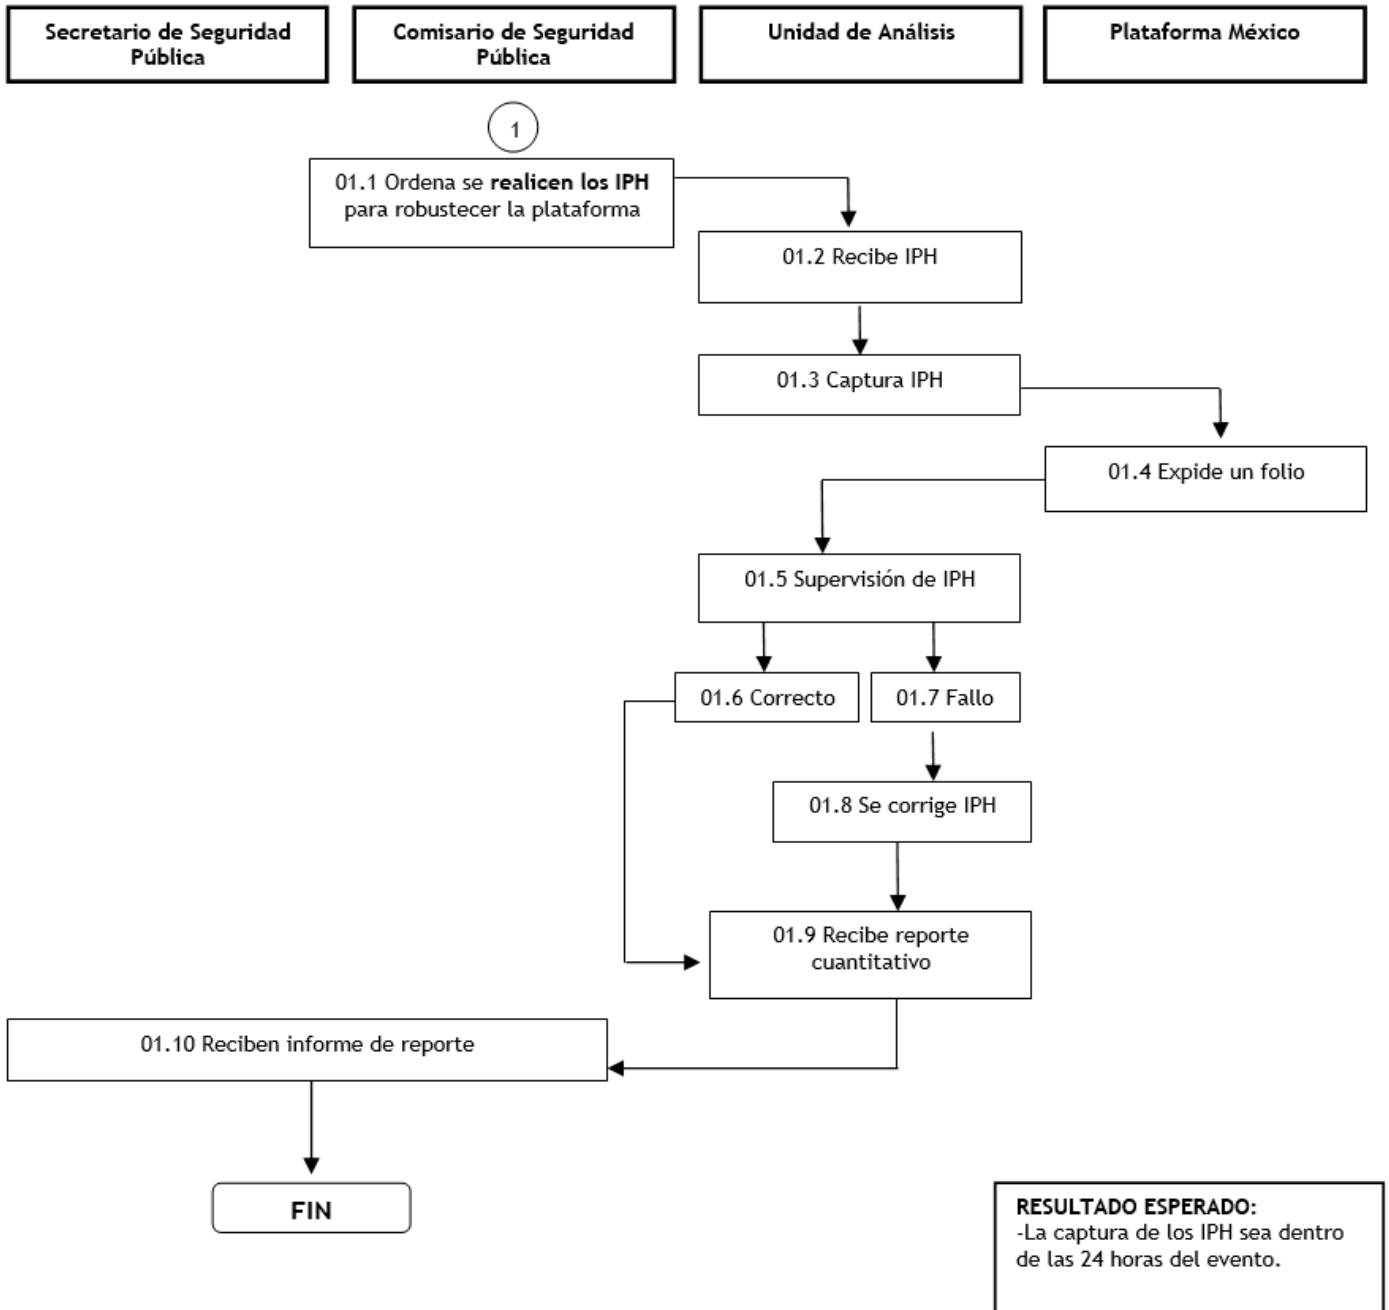 Secretario de Seguridad
Pública
Comisario de Seguridad
Pública
Unidad de Análisis
Plataforma México
1
01.1 Ordena se realicen los IPH
para robustecer la plataforma
01.2 Recibe IPH
01.3 Captura IPH
01.4 Expide un folio
01.5 Supervisión de IPH
01.6 Correcto
01.7 Fallo
01.8 Se corrige IPH
01.9 Recibe reporte
cuantitativo
01.10 Reciben informe de reporte
FIN
RESULTADO ESPERADO:
-La captura de los IPH sea dentro
de las 24 horas del evento.